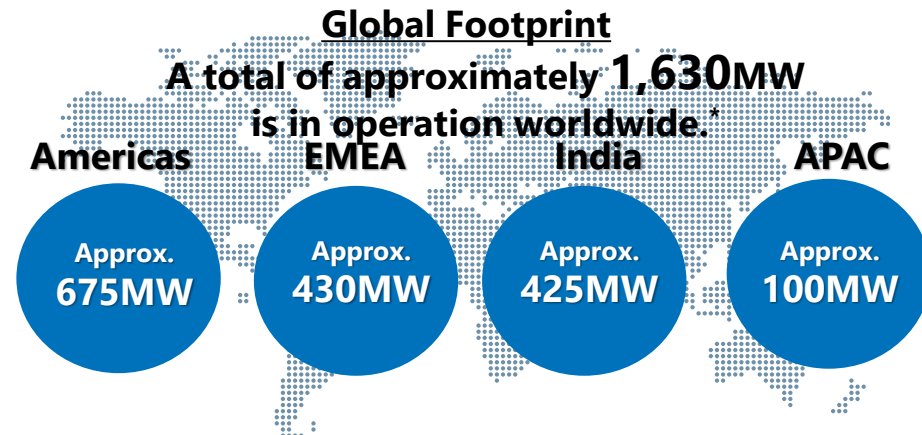 Global Footprint
A total of approximately 1,630MW
is in operation worldwide.*
Americas
EMEA
India
APAC
Approx.
675MW
Approx.
430MW
Approx.
425MW
Approx.
100MW